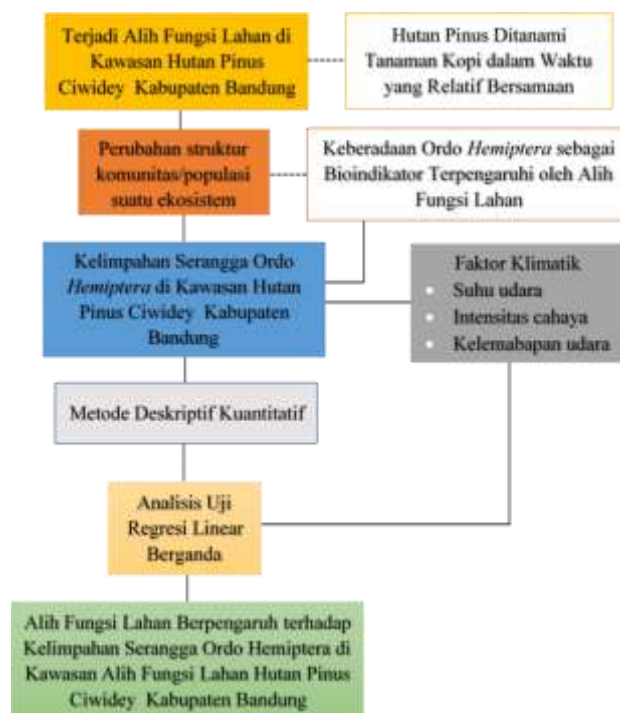 Terjadi Alih Fungsi Lahan di
Kawasan Hutan Pinus
Ciwidey Kabupaten Bandung
Hutan Pinus Ditanami
Tanaman Kopi dalam Waktu
yang Relatif Bersamaan
Perubahan struktur
komunitas/populasi
suatu ekosistem
Keberadaan Ordo Hemiptera sebagai
Bioindikator Terpengaruhi oleh Alih
Fungsi Lahan
Kelimpahan Serangga Ordo
Hemiptera di Kawasan Hutan
Pinus Ciwidey Kabupaten
Bandung
Faktor Klimatik
• Suhu udara
• Intensitas cahaya
• Kelemabapan udara
Metode Deskriptif Kuantitatif
Analisis Uji
Regresi Linear
Berganda
Alih Fungsi Lahan Berpengaruh terhadap
Kelimpahan Serangga Ordo Hemiptera di
Kawasan Alih Fungsi Lahan Hutan Pinus
Ciwidey Kabupaten Bandung